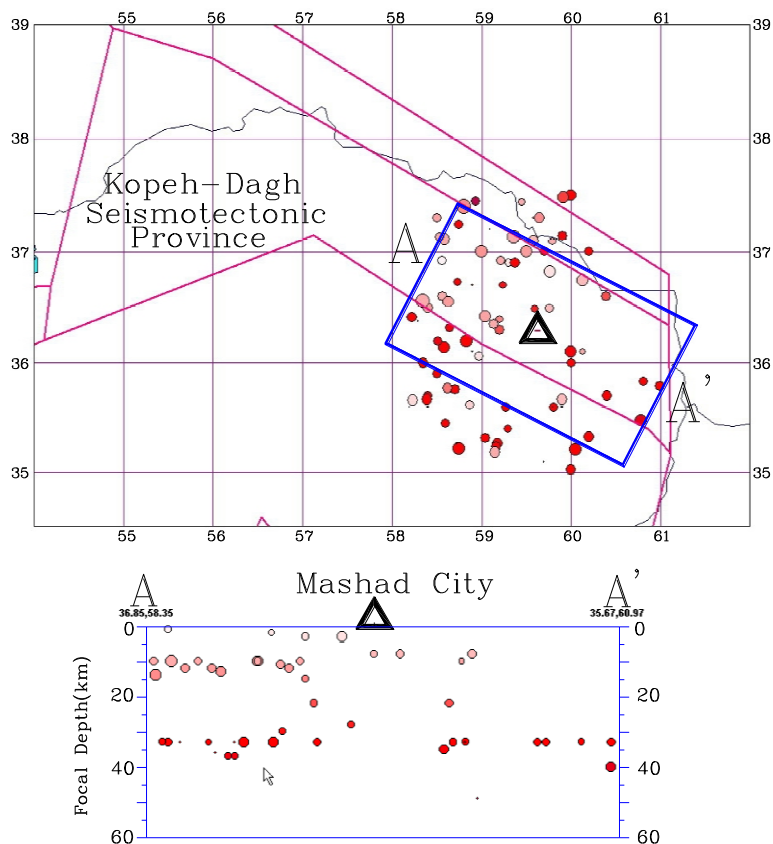 39 55 56 57 58 59 60 61 39
38 38
Kopeh-Dagh
Seismotectonic
Province
A
37 37
36 36
A’
35 35
55 56 57 58 59 60 61
A Mashad City A’
36.85,58.35 35.67,60.97
0 0
20 20
Focal Depth(km)
40 40
60 60